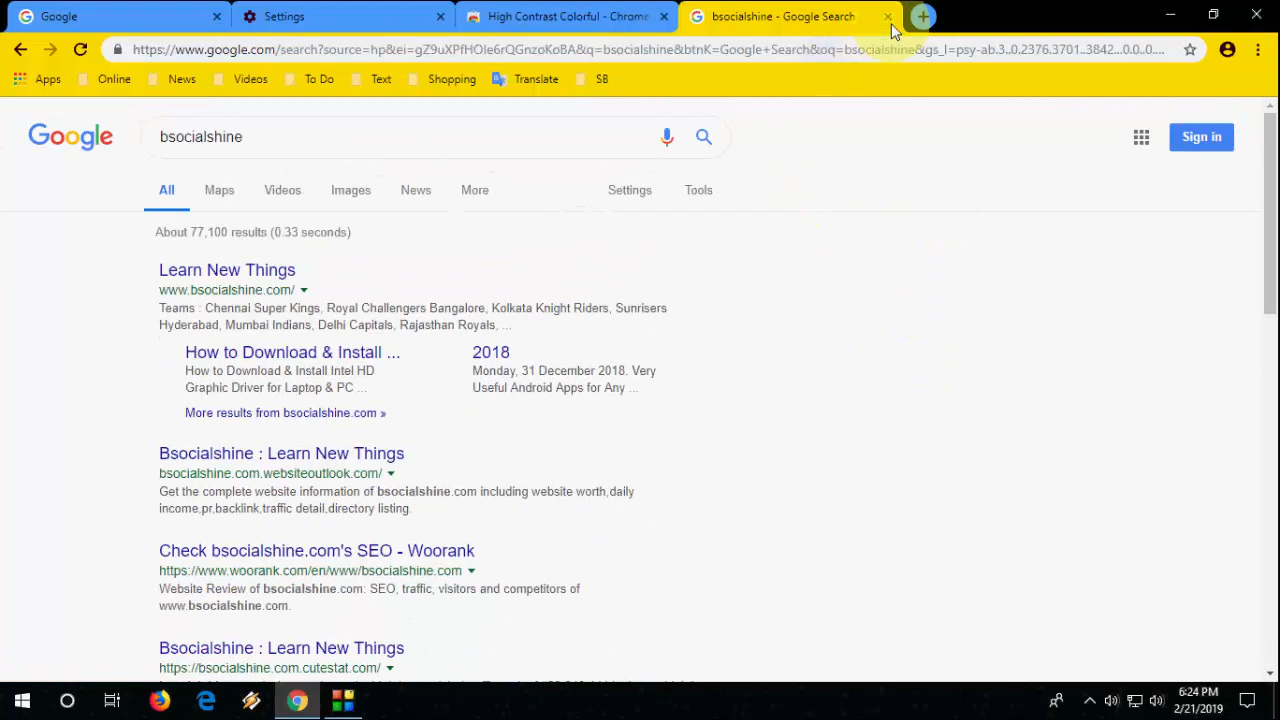 Google
Settings
High Contrast Colorful - Chrome
bsocialshine - Google Search
https://www.google.com/search?source=hp&ei=gZ9uXPfHOIe6rQGnzoKoBA&q=bsocialshine&btnK=Google+Search&oq=bsocialshine&gs_l=psy-ab.3..0.2376.3701..3842...0.0..0....
Apps
Online
News
Videos
To Do
Text
Shopping
Translate
SB
Google
bsocialshine
Sign in
All
Maps
Videos
Images
News
More
Settings
Tools
About 77,100 results (0.33 seconds)
Learn New Things
www.bsocialshine.com/
Teams : Chennai Super Kings, Royal Challengers Bangalore, Kolkata Knight Riders, Sunrisers
Hyderabad, Mumbai Indians, Delhi Capitals, Rajasthan Royals, ...
How to Download & Install ...
How to Download & Install Intel HD
Graphic Driver for Laptop & PC ...
2018
Monday, 31 December 2018. Very
Useful Android Apps for Any ...
More results from bsocialshine.com »
Bsocialshine : Learn New Things
bsocialshine.com.websiteoutlook.com/
Get the complete website information of bsocialshine.com including website worth,daily
income,pr,backlink,traffic detail,directory listing.
Check bsocialshine.com's SEO - Woorank
https://www.woorank.com/en/www/bsocialshine.com
Website Review of bsocialshine.com: SEO, traffic, visitors and competitors of
www.bsocialshine.com.
Bsocialshine : Learn New Things
https://bsocialshine.com.cutestat.com/
6:24 PM
2/21/2019